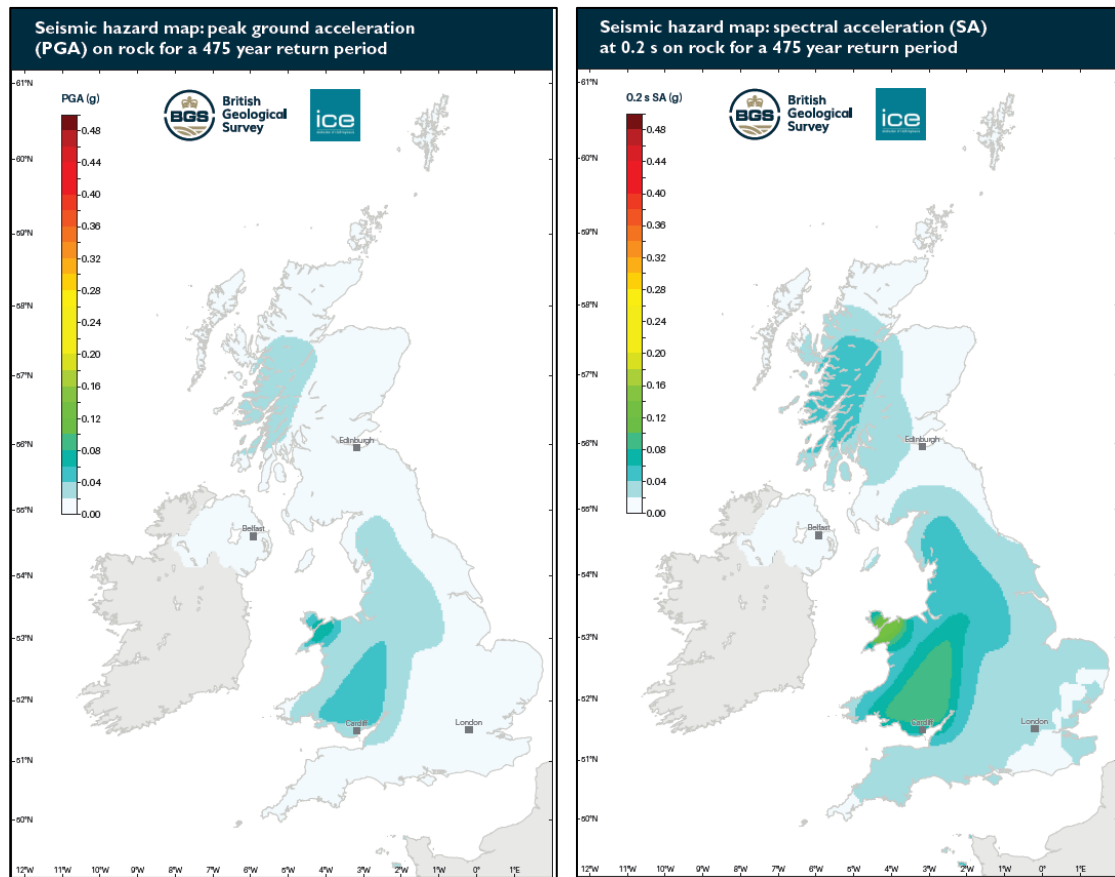 Seismic hazard map: peak ground acceleration
(PGA) on rock for a 475 year return period
61°N
60°N
59°N
58°N
57°N
56°N
55°N
54°N
53°N
52°N
51°N
50°N
PGA (g)
0.48
0.44
0.40
0.36
0.32
0.28
0.24
0.20
0.16
0.12
0.08
0.04
0.00
BGS
British
Geological
Survey
ice
Edinburgh
Belfast
Cardiff
London
12°W
10°W
9°W
8°W
7°W
6°W
5°W
4°W
3°W
2°W
1°W
0°
1°E
Seismic hazard map: spectral acceleration (SA)
at 0.2 s on rock for a 475 year return period
61°N
60°N
59°N
58°N
57°N
56°N
55°N
54°N
53°N
52°N
51°N
50°N
0.2 s SA (g)
0.48
0.44
0.40
0.36
0.32
0.28
0.24
0.20
0.16
0.12
0.08
0.04
0.00
BGS
British
Geological
Survey
ice
Edinburgh
Belfast
Cardiff
London
12°W
10°W
9°W
8°W
7°W
6°W
5°W
4°W
3°W
2°W
1°W
0°
1°E